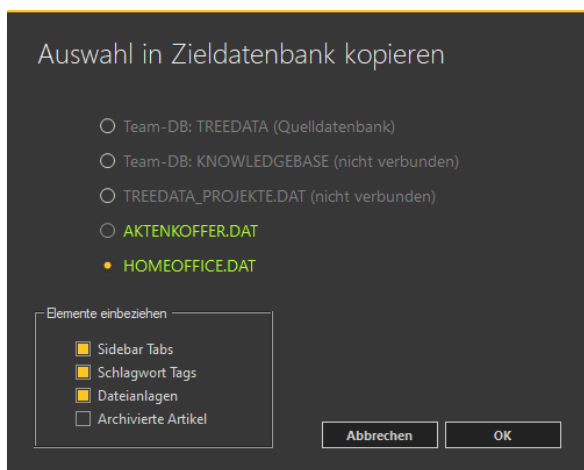 Auswahl in Zieldatenbank kopieren
Team-DB: TREEDATA (Quelldatenbank)
Team-DB: KNOWLEDGEBASE (nicht verbunden)
TREEDATA_PROJEKTE.DAT (nicht verbunden)
AKTENKOFFER.DAT
HOMEOFFICE.DAT
Elemente einbeziehen
Sidebar Tabs
Schlagwort Tags
Dateianlagen
Archivierte Artikel
Abbrechen OK